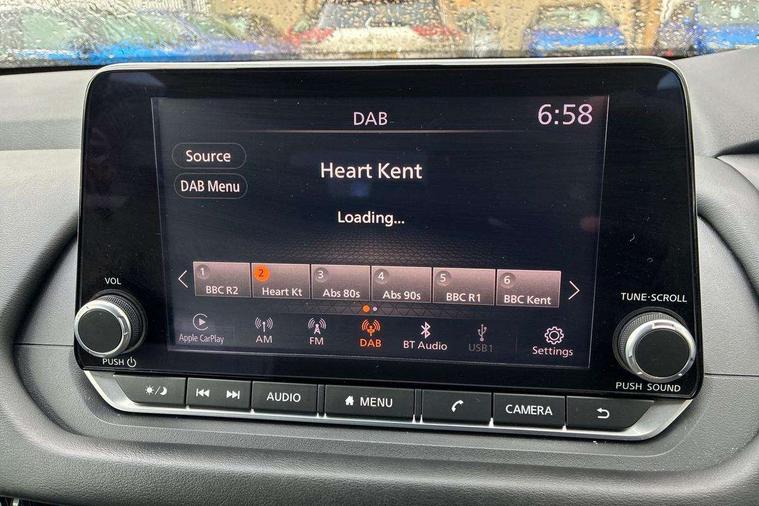 DAB
6:58
Source
DAB Menu
Heart Kent
Loading...
1 BBC R2
2 Heart Kt
3 Abs 80s
4 Abs 90s
5 BBC R1
6 BBC Kent
Apple CarPlay
AM
FM
DAB
BT Audio
USB1
Settings
VOL
PUSH
TUNE·SCROLL
PUSH SOUND
AUDIO
MENU
CAMERA